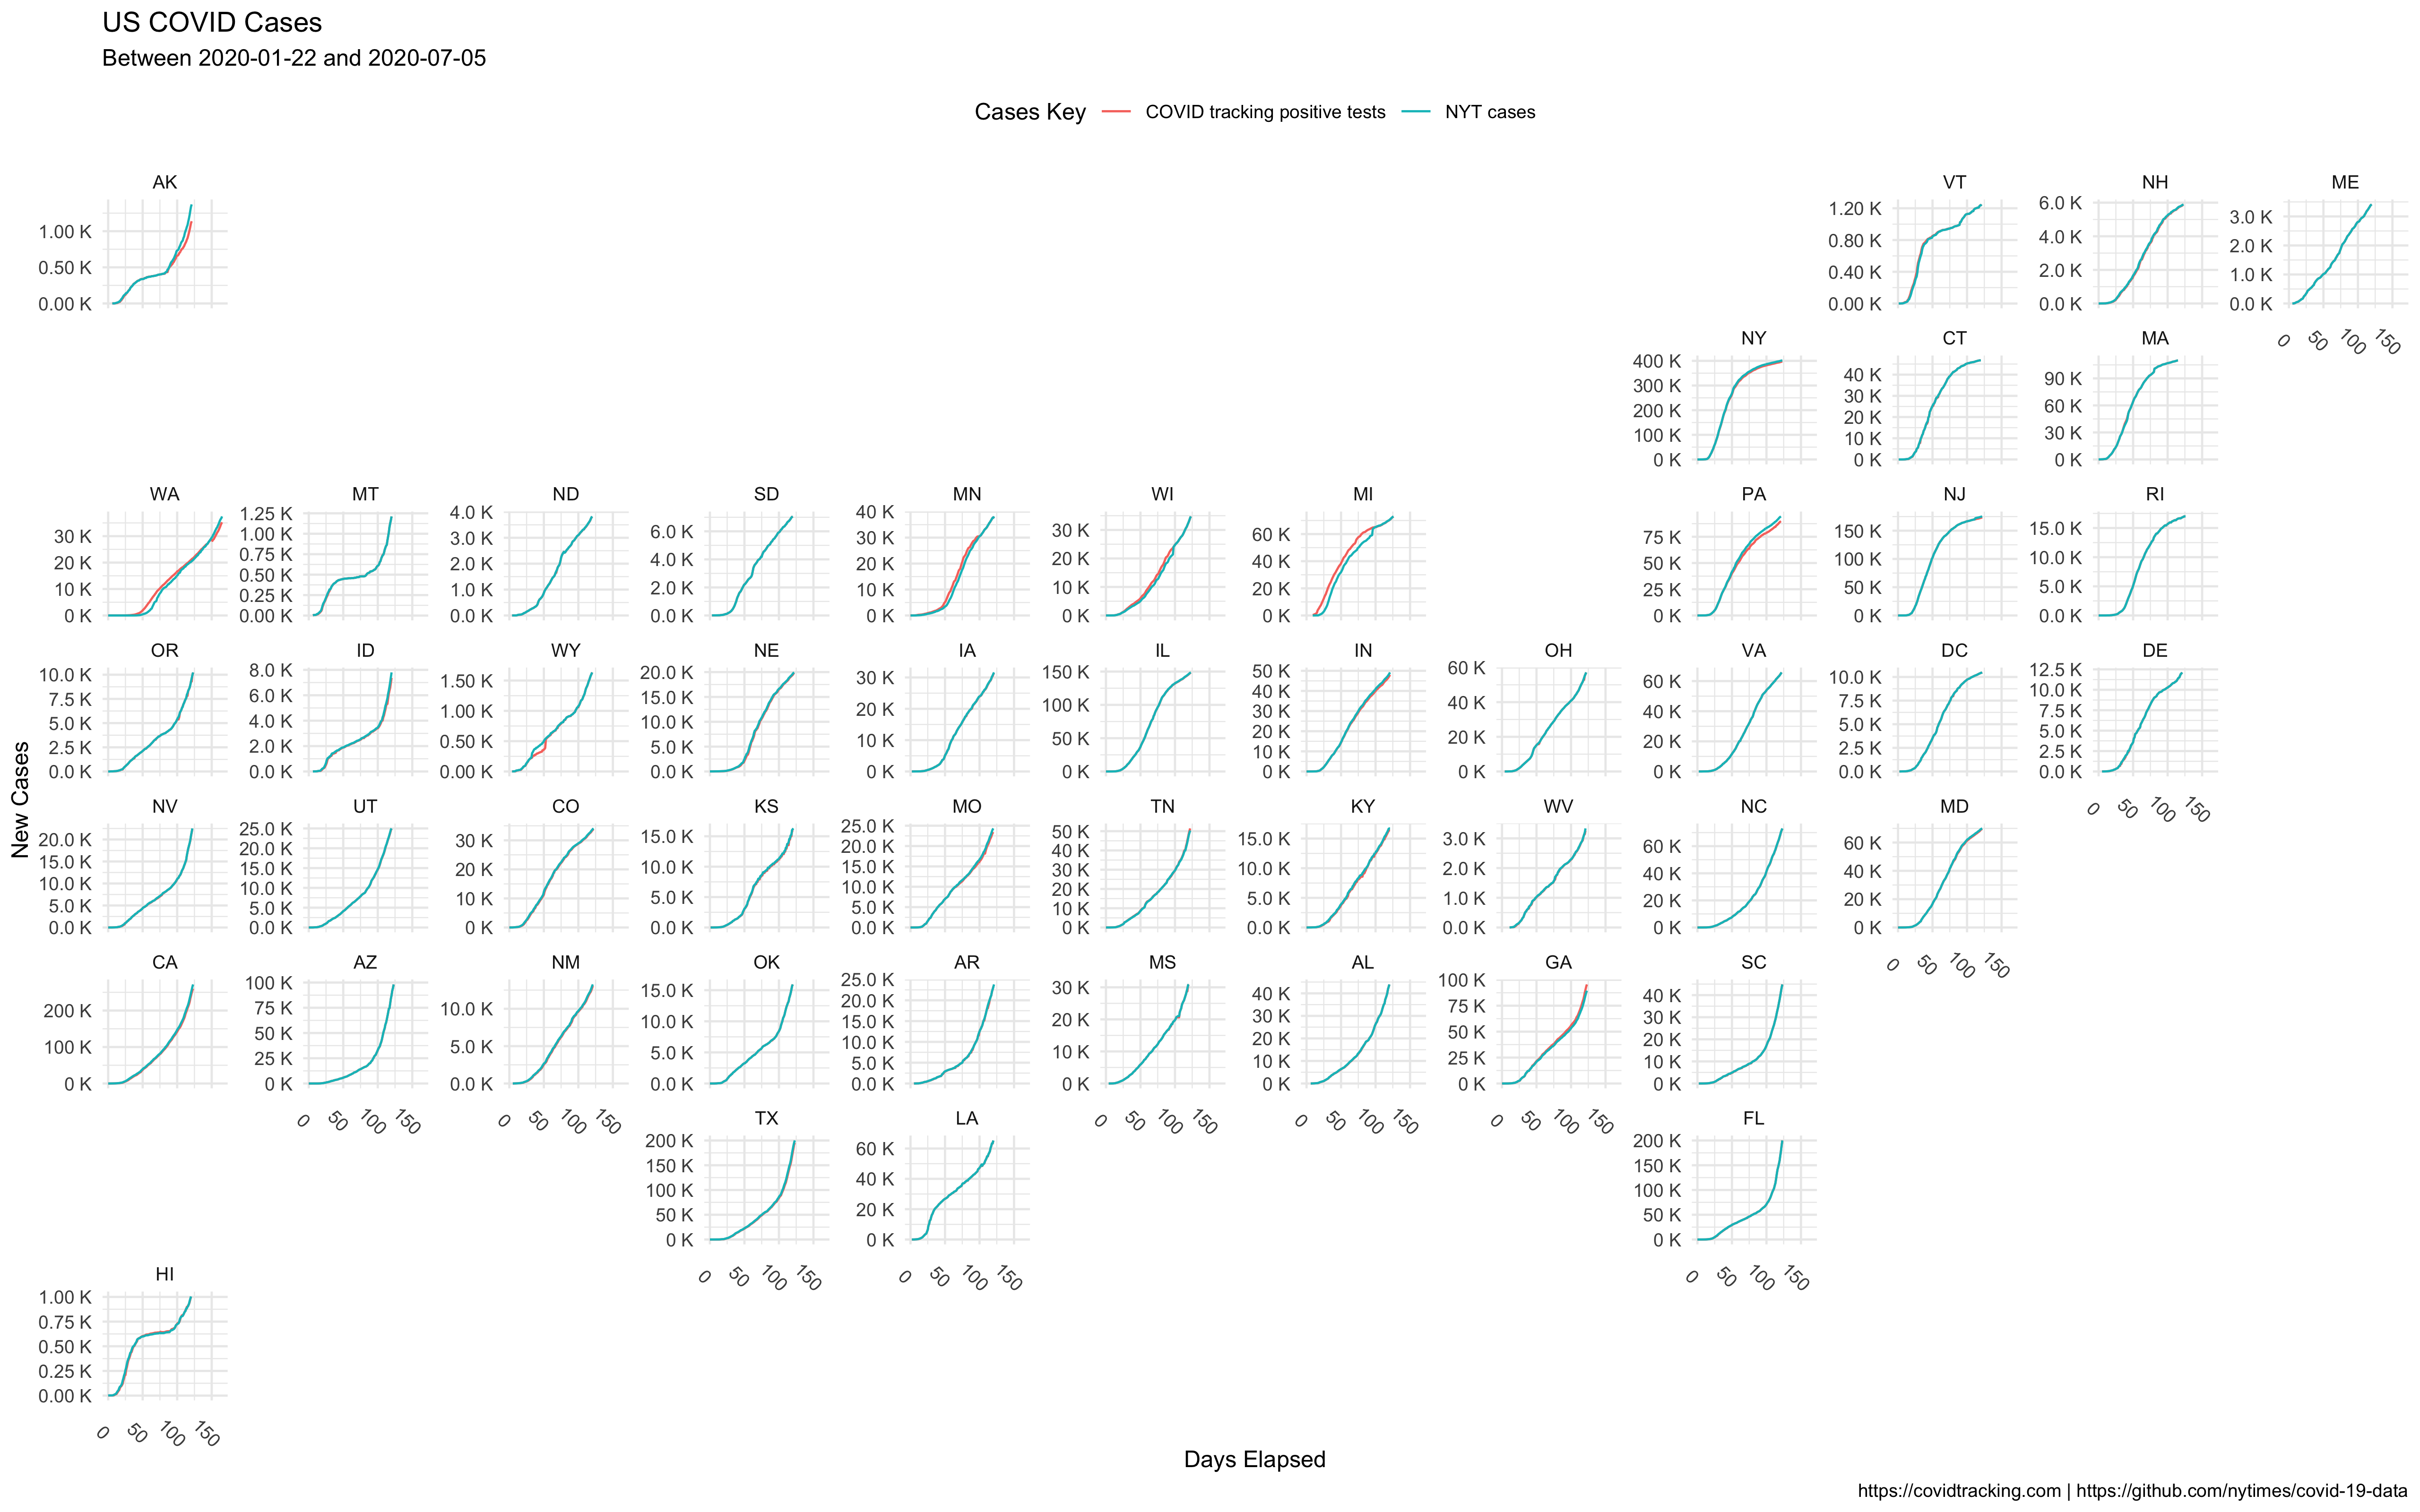 US COVID Cases
Between 2020-01-22 and 2020-07-05
Cases Key COVID tracking positive tests NYT cases
AK VT NH ME
1.00 K 0.50 K 0.00 K
1.20 K 0.80 K 0.40 K 0.00 K
6.0 K 4.0 K 2.0 K 0.0 K
3.0 K 2.0 K 1.0 K 0.0 K
0 50 100 150
NY CT MA
400 K 300 K 200 K 100 K 0 K
40 K 30 K 20 K 10 K 0 K
90 K 60 K 30 K 0 K
WA MT ND SD MN WI MI PA NJ RI
30 K 20 K 10 K 0 K
1.25 K 1.00 K 0.75 K 0.50 K 0.25 K 0.00 K
4.0 K 3.0 K 2.0 K 1.0 K 0.0 K
6.0 K 4.0 K 2.0 K 0.0 K
40 K 30 K 20 K 10 K 0 K
30 K 20 K 10 K 0 K
60 K 40 K 20 K 0 K
75 K 50 K 25 K 0 K
150 K 100 K 50 K 0 K
15.0 K 10.0 K 5.0 K 0.0 K
OR ID WY NE IA IL IN OH VA DC DE
10.0 K 7.5 K 5.0 K 2.5 K 0.0 K
8.0 K 6.0 K 4.0 K 2.0 K 0.0 K
1.50 K 1.00 K 0.50 K 0.00 K
20.0 K 15.0 K 10.0 K 5.0 K 0.0 K
30 K 20 K 10 K 0 K
150 K 100 K 50 K 0 K
50 K 40 K 30 K 20 K 10 K 0 K
60 K 40 K 20 K 0 K
60 K 40 K 20 K 0 K
10.0 K 7.5 K 5.0 K 2.5 K 0.0 K
12.5 K 10.0 K 7.5 K 5.0 K 2.5 K 0.0 K
0 50 100 150
New Cases
NV UT CO KS MO TN KY WV NC MD
20.0 K 15.0 K 10.0 K 5.0 K 0.0 K
25.0 K 20.0 K 15.0 K 10.0 K 5.0 K 0.0 K
30 K 20 K 10 K 0 K
15.0 K 10.0 K 5.0 K 0.0 K
25.0 K 20.0 K 15.0 K 10.0 K 5.0 K 0.0 K
50 K 40 K 30 K 20 K 10 K 0 K
15.0 K 10.0 K 5.0 K 0.0 K
3.0 K 2.0 K 1.0 K 0.0 K
60 K 40 K 20 K 0 K
60 K 40 K 20 K 0 K
0 50 100 150
CA AZ NM OK AR MS AL GA SC
200 K 100 K 0 K
100 K 75 K 50 K 25 K 0 K
10.0 K 5.0 K 0.0 K
15.0 K 10.0 K 5.0 K 0.0 K
25.0 K 20.0 K 15.0 K 10.0 K 5.0 K 0.0 K
30 K 20 K 10 K 0 K
40 K 30 K 20 K 10 K 0 K
100 K 75 K 50 K 25 K 0 K
40 K 30 K 20 K 10 K 0 K
0 50 100 150
0 50 100 150
0 50 100 150
0 50 100 150
0 50 100 150
TX LA FL
200 K 150 K 100 K 50 K 0 K
60 K 40 K 20 K 0 K
200 K 150 K 100 K 50 K 0 K
0 50 100 150
0 50 100 150
0 50 100 150
HI
1.00 K 0.75 K 0.50 K 0.25 K 0.00 K
0 50 100 150
Days Elapsed
https://covidtracking.com | https://github.com/nytimes/covid-19-data